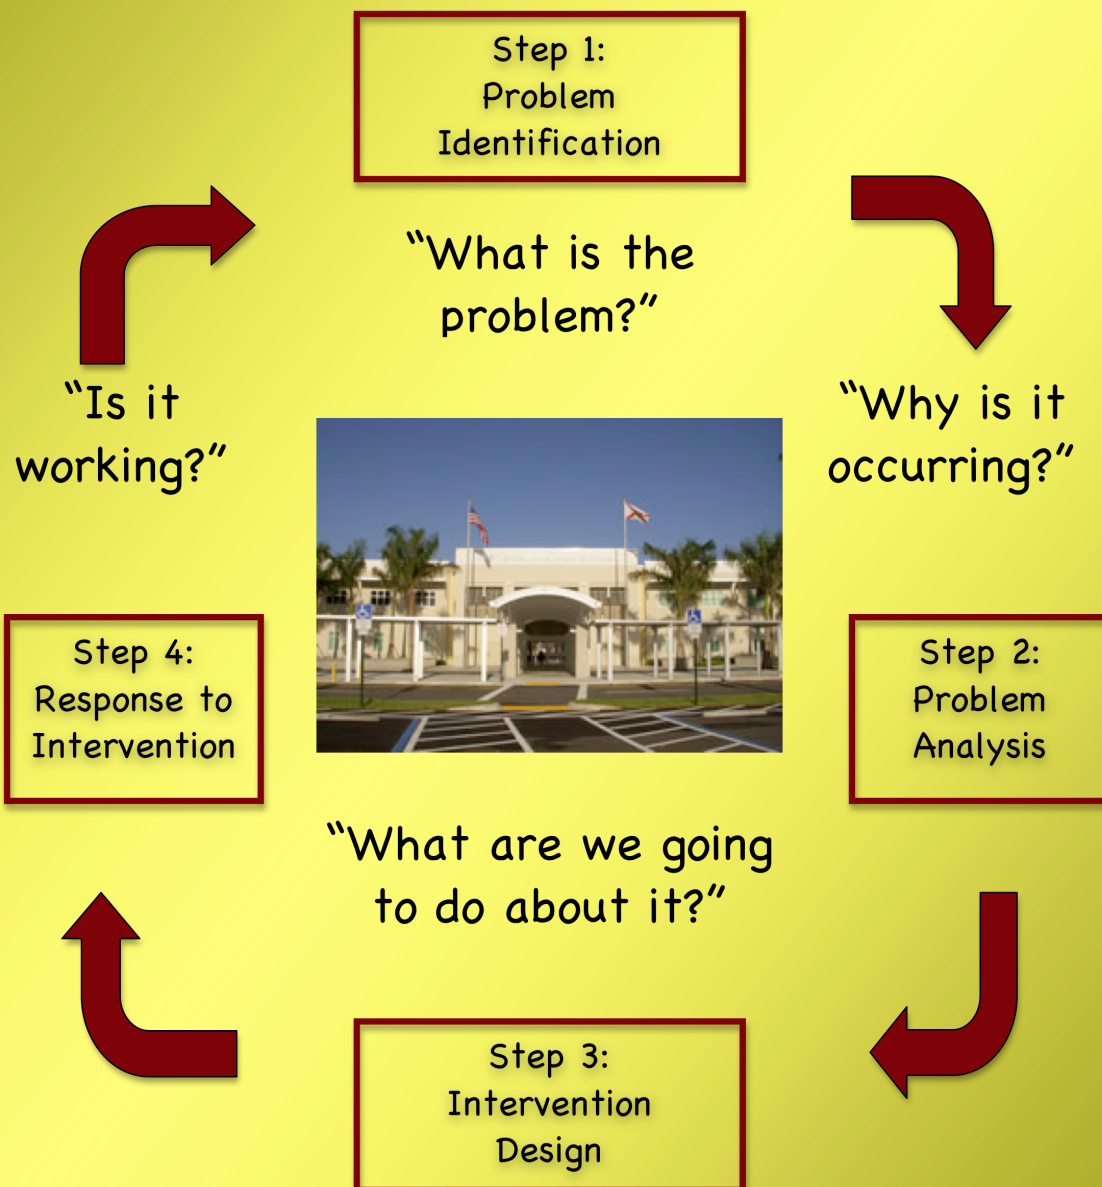 Step 1:
Problem
Identification
“What is the
problem?”
“Why is it
occurring?”
Step 2:
Problem
Analysis
“What are we going
to do about it?”
Step 3:
Intervention
Design
“Is it
working?”
Step 4:
Response to
Intervention